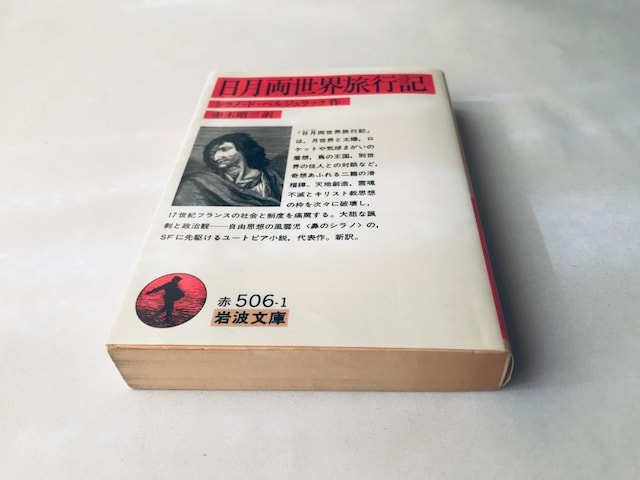 日月両世界旅行記
シラノ・ド・ベルジュラック作
赤木昭三訳
「日月両世界旅行記」
は，月世界と太陽，ロ
ケットや気球まがいの
着想，鳥の王国，別世
界の住人との対話など，
奇想あふれる二篇の滑
稽譚．天地創造，霊魂
不滅とキリスト教思想
の枠を次々に破壊し，
17世紀フランスの社会と制度を痛罵する．大胆な諷
刺と政治観——自由思想の風雲児〈鼻のシラノ〉の，
SFに先駆けるユートピア小説，代表作．新訳．
赤 506-1
岩波文庫